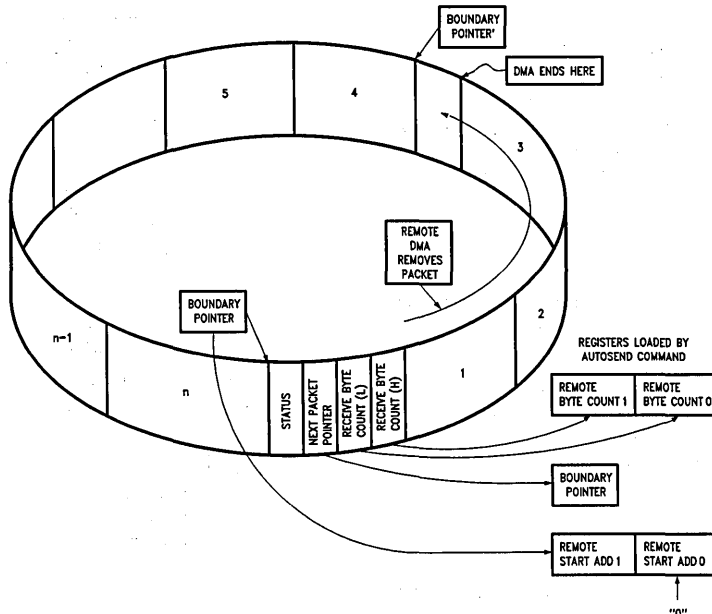 BOUNDARY
POINTER'
DMA ENDS HERE
5
4
3
REMOTE
DMA
REMOVES
PACKET
BOUNDARY
POINTER
2
n-1
n
STATUS
NEXT PACKET
POINTER
RECEIVE BYTE
COUNT (L)
RECEIVE BYTE
COUNT (H)
1
REGISTERS LOADED BY
AUTOSEND COMMAND
REMOTE
BYTE COUNT 1
REMOTE
BYTE COUNT 0
BOUNDARY
POINTER
REMOTE
START ADD 1
REMOTE
START ADD 0
"0"